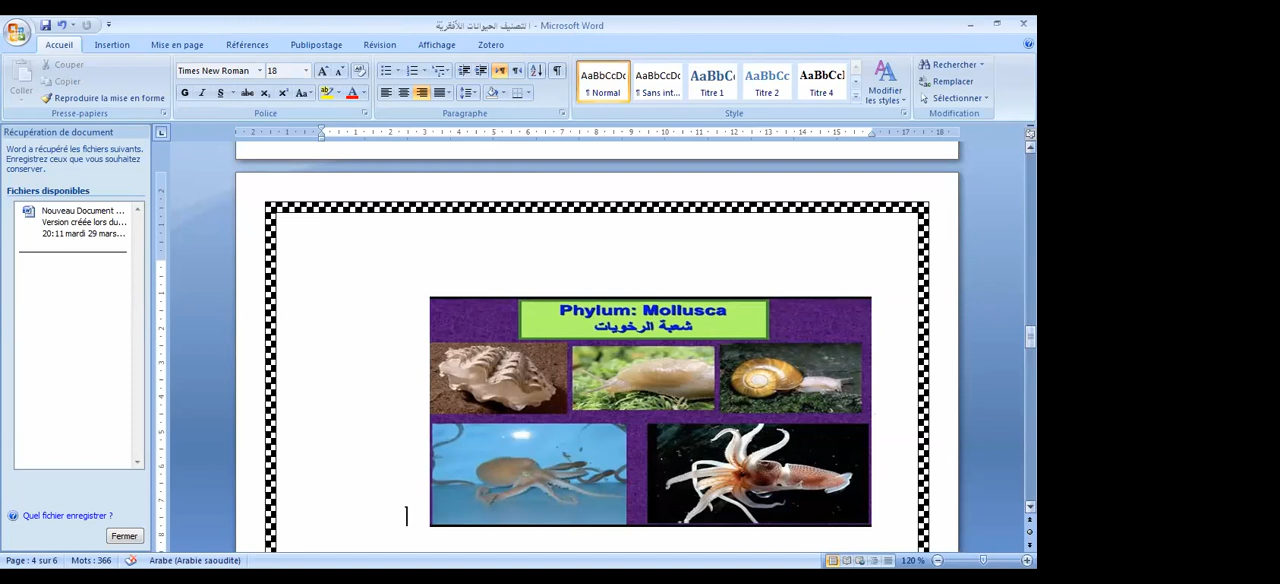 التصنيف الحيوانات اللأفقرية - Microsoft Word
Accueil
Insertion
Mise en page
Références
Publipostage
Révision
Affichage
Zotero
Coller
Couper
Copier
Reproduire la mise en forme
Presse-papiers
Times New Roman
18
G I S abc x₂ x² Aa
Police
Paragraphe
AaBbCcDc
¶ Normal
AaBbCcDc
¶ Sans int...
AaBbC
Titre 1
AaBbCc
Titre 2
AaBbCcI
Titre 4
Modifier
les styles
Style
Rechercher
Remplacer
Sélectionner
Modification
Récupération de document
Word a récupéré les fichiers suivants.
Enregistrez ceux que vous souhaitez
conserver.
Fichiers disponibles
Nouveau Document ...
Version créée lors du...
20:11 mardi 29 mars...
Quel fichier enregistrer ?
Fermer
Phylum: Mollusca
شعبة الرخويات
Page : 4 sur 6
Mots : 366
Arabe (Arabie saoudite)
120 %